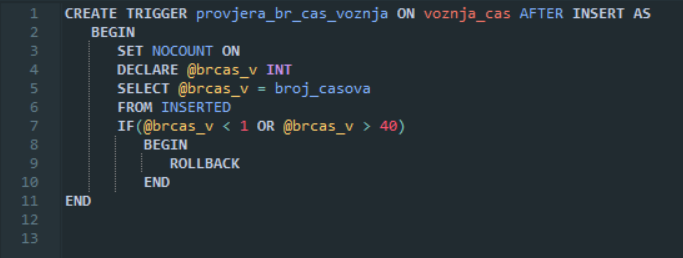 1 CREATE TRIGGER provjera_br_cas_voznja ON voznja_cas AFTER INSERT AS
2 BEGIN
3 SET NOCOUNT ON
4 DECLARE @brcas_v INT
5 SELECT @brcas_v = broj_casova
6 FROM INSERTED
7 IF(@brcas_v < 1 OR @brcas_v > 40)
8 BEGIN
9 ROLLBACK
10 END
11 END
12
13